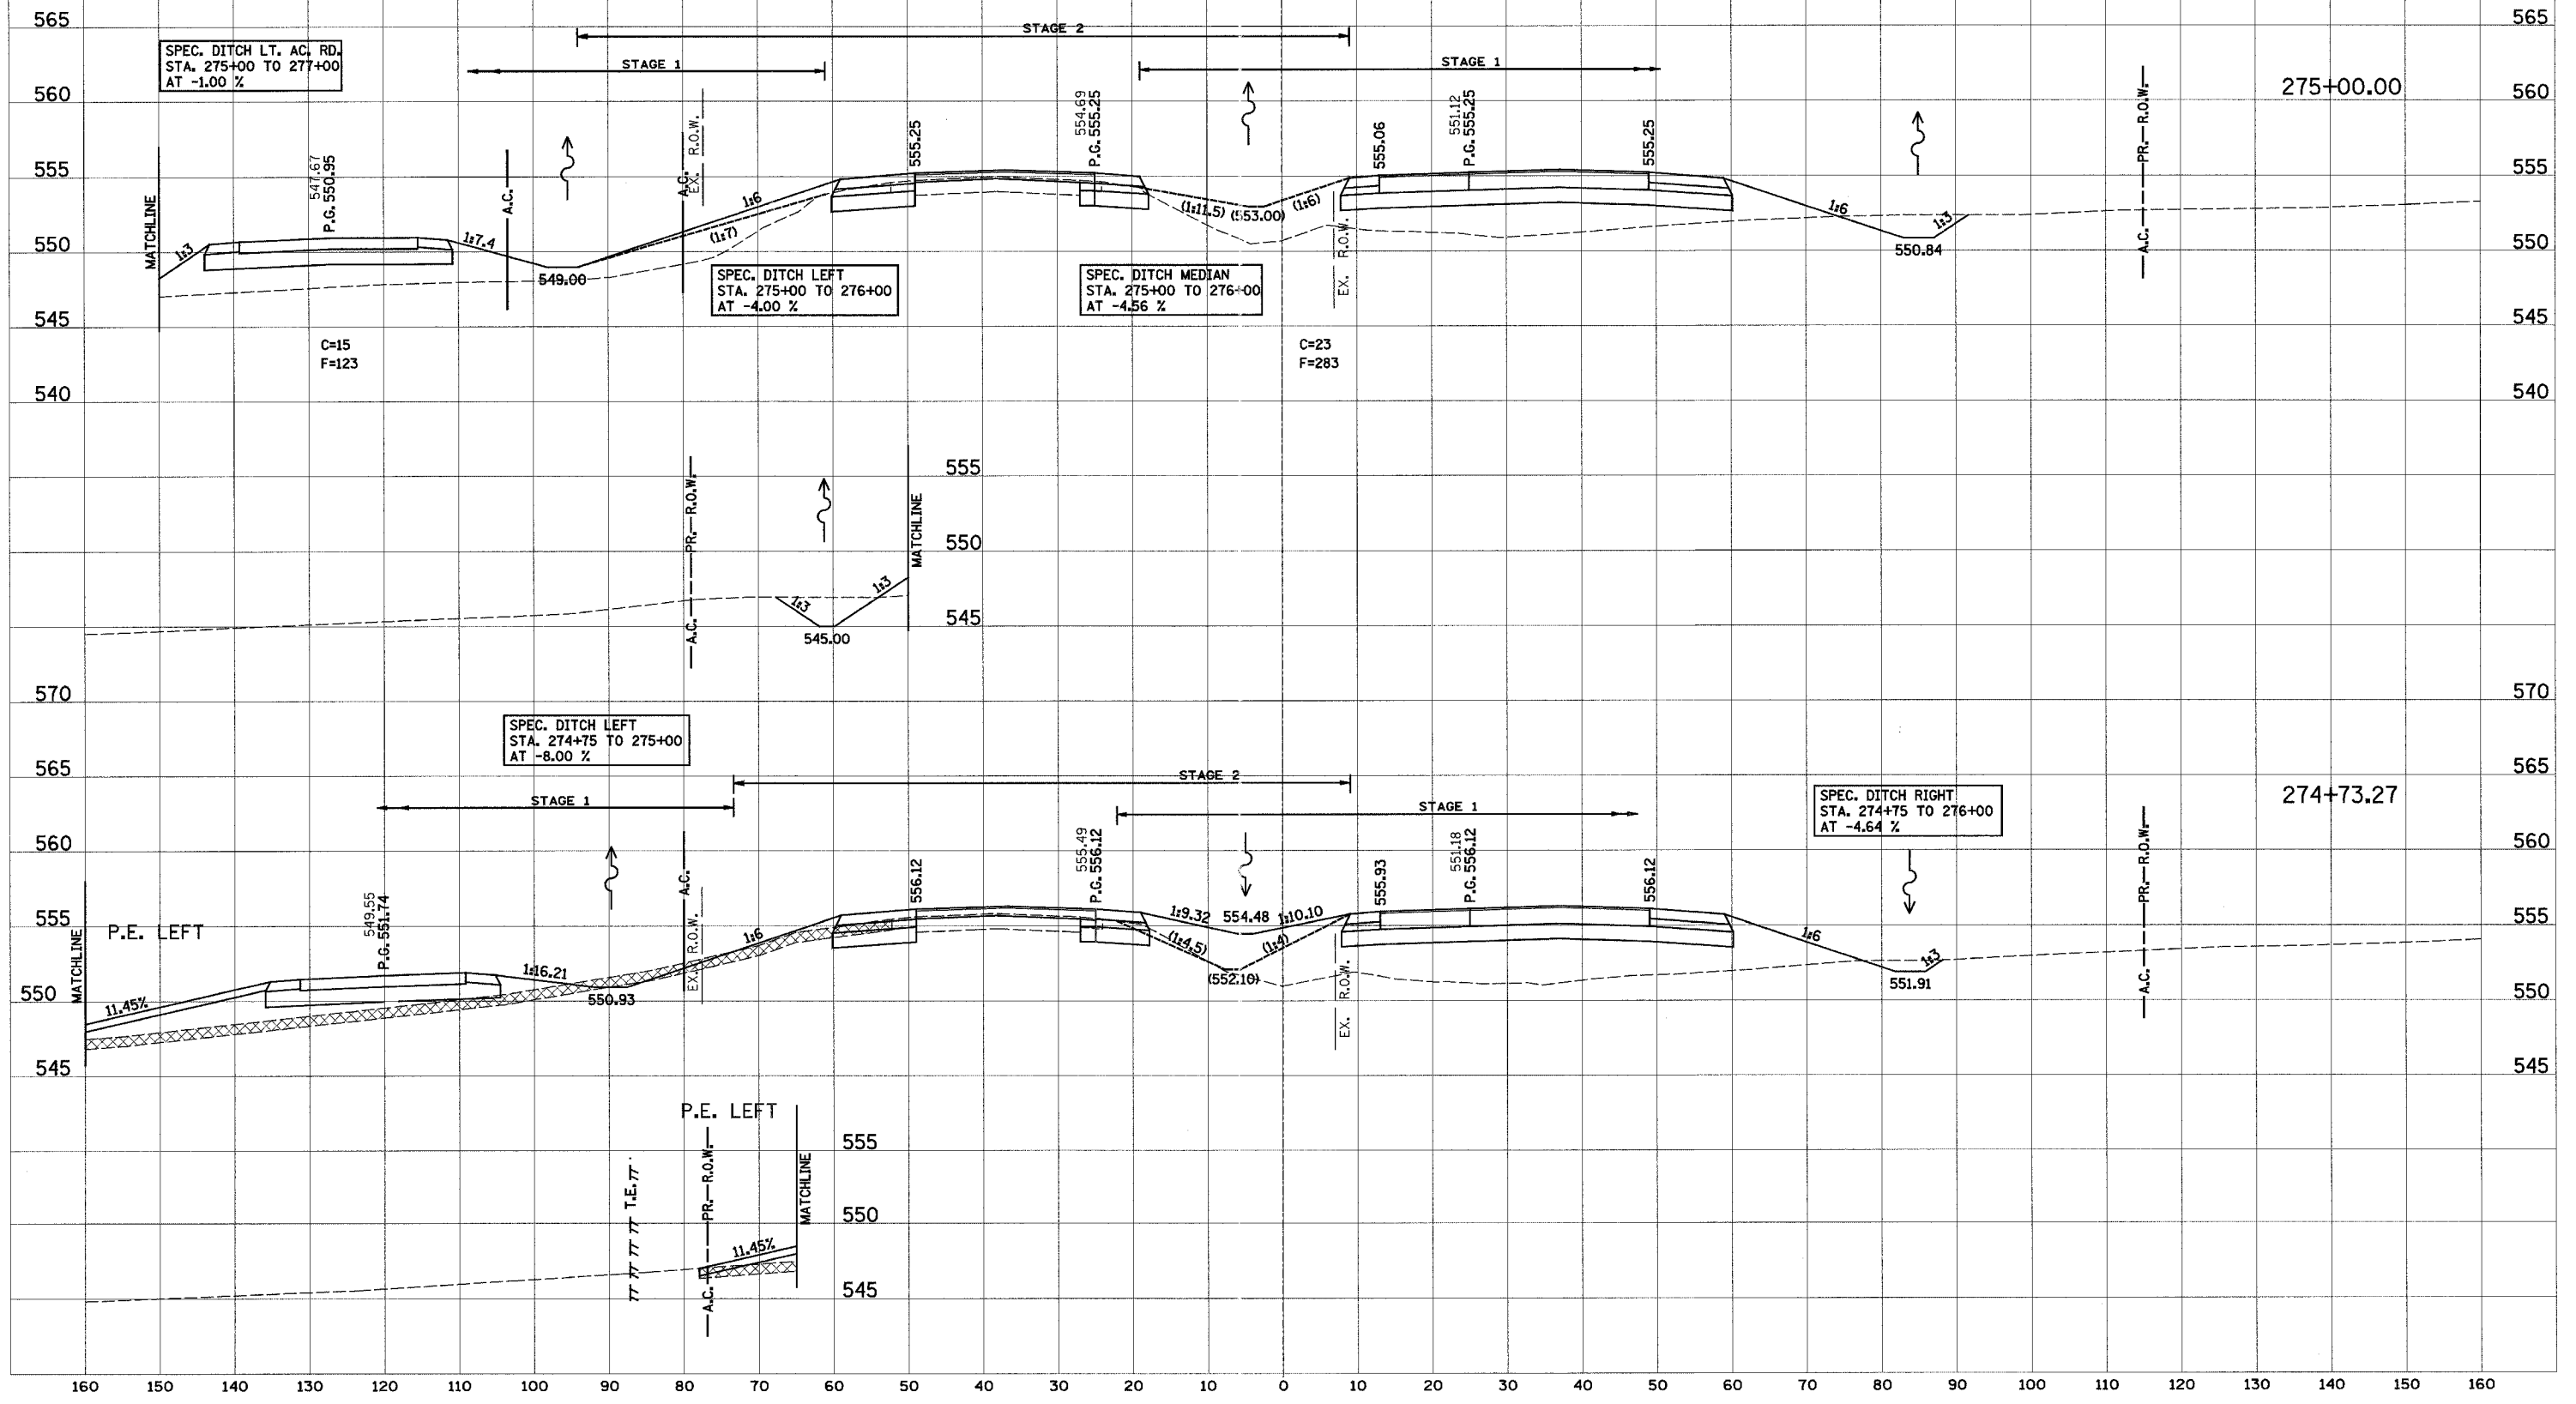 565
565
STAGE 2
SPEC. DITCH LT. AC. RD.
STA. 275+00 TO 277+00
AT -1.00 %
STAGE 1
STAGE 1
275+00.00
560
560
547.67
P.G. 550.95
A.C.
A.C.
EX. R.O.W.
555.25
554.69
P.G. 555.25
555.06
551.12
P.G. 555.25
555.25
A.C. PR. R.O.W.
555
555
MATCHLINE
1:3
1:7.4
1:6
(1:7)
(1:11.5)
(553.00)
(1:6)
1:6
1:3
550
550
549.00
550.84
EX. R.O.W.
SPEC. DITCH LEFT
STA. 275+00 TO 276+00
AT -4.00 %
SPEC. DITCH MEDIAN
STA. 275+00 TO 276+00
AT -4.56 %
545
545
C=15
F=123
C=23
F=283
540
540
A.C. PR. R.O.W.
MATCHLINE
555
550
1:3
1:3
545
545.00
570
570
SPEC. DITCH LEFT
STA. 274+75 TO 275+00
AT -8.00 %
565
565
STAGE 2
STAGE 1
STAGE 1
SPEC. DITCH RIGHT
STA. 274+75 TO 276+00
AT -4.64 %
274+73.27
560
560
549.55
P.G. 551.74
A.C.
EX. R.O.W.
556.12
555.49
P.G. 556.12
555.93
551.18
P.G. 556.12
556.12
A.C. PR. R.O.W.
555
555
P.E. LEFT
MATCHLINE
11.45%
1:16.21
1:6
1:9.32
554.48
1:10.10
(1:4.5)
(1:4)
1:6
1:3
550
550
550.93
(552.10)
551.91
EX. R.O.W.
545
545
P.E. LEFT
T.E.
A.C. PR. R.O.W.
MATCHLINE
555
550
11.45%
545
160 150 140 130 120 110 100 90 80 70 60 50 40 30 20 10 0 10 20 30 40 50 60 70 80 90 100 110 120 130 140 150 160